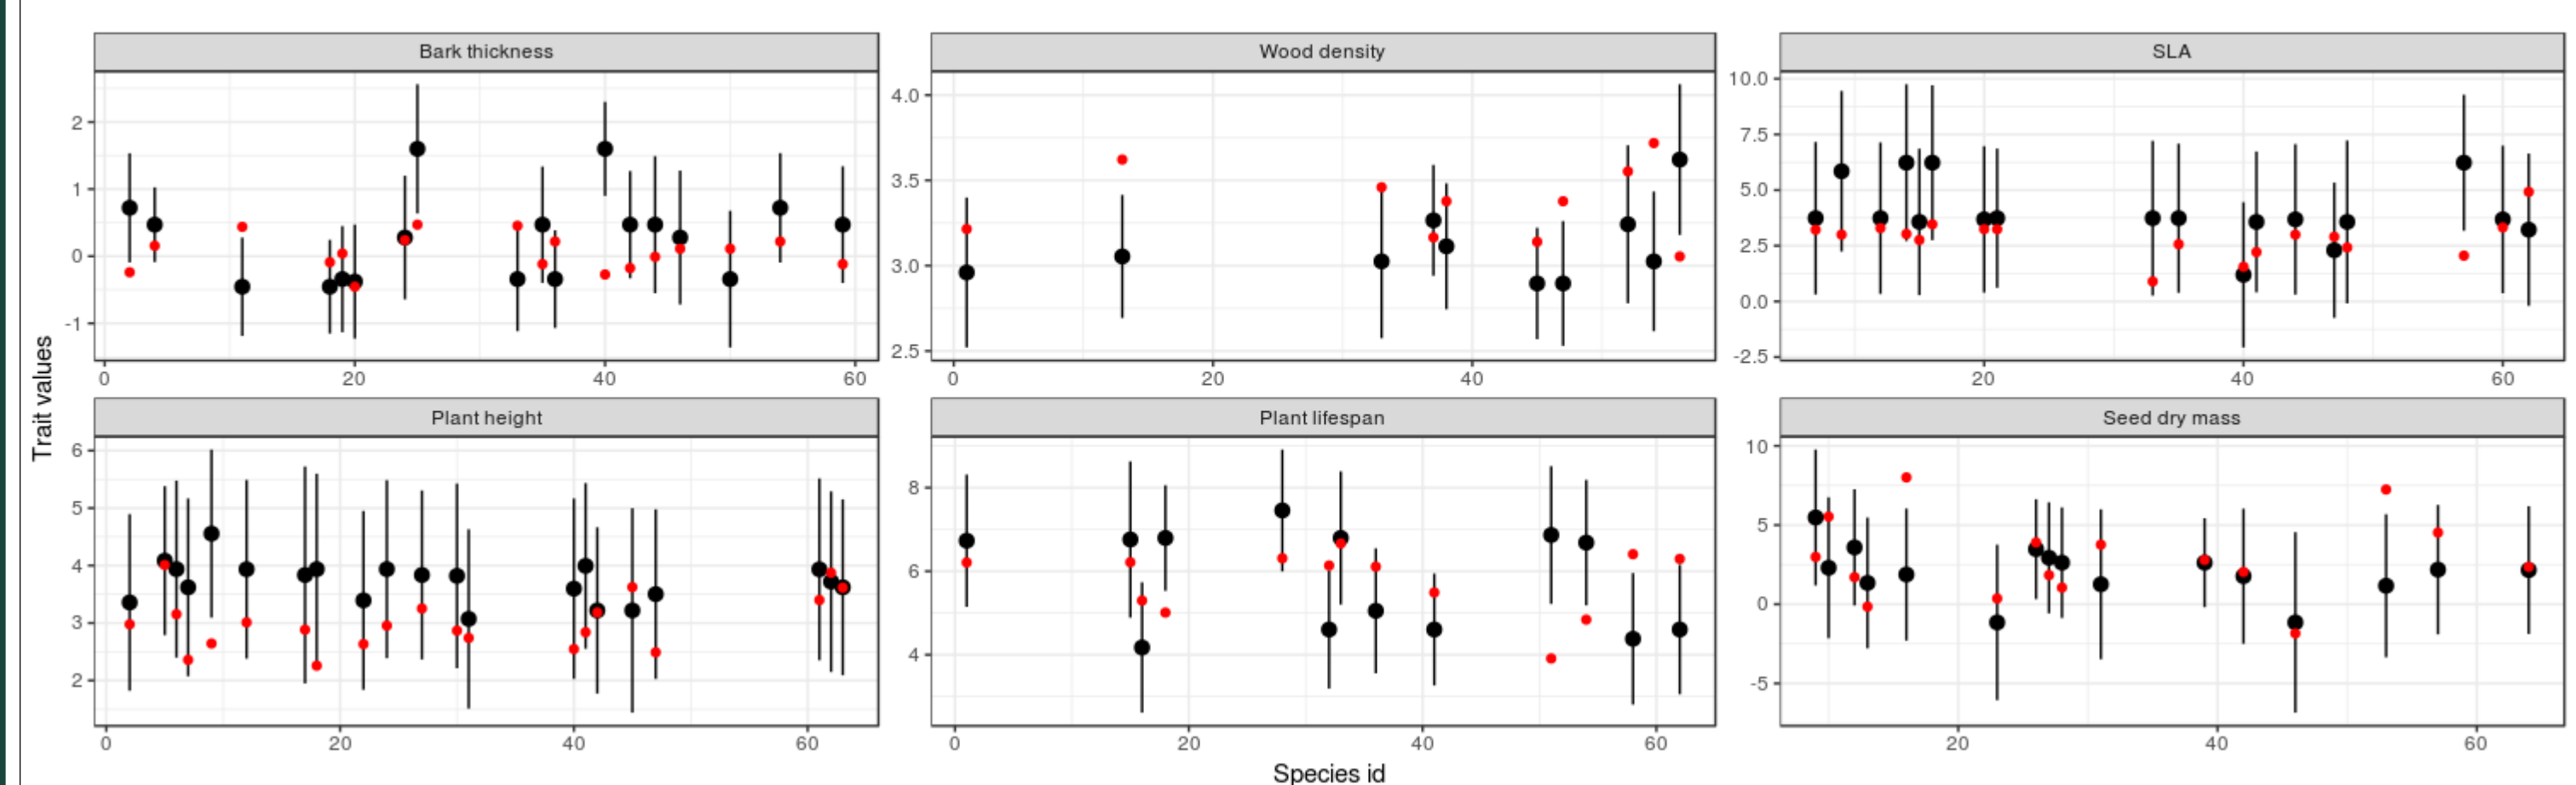 Bark thickness
Wood density
SLA
2
1
0
-1
0 20 40 60
4.0
3.5
3.0
2.5
0 20 40
10.0
7.5
5.0
2.5
0.0
-2.5
20 40 60
Trait values
Plant height
Plant lifespan
Seed dry mass
6
5
4
3
2
0 20 40 60
8
6
4
0 20 40 60
10
5
0
-5
20 40 60
Species id